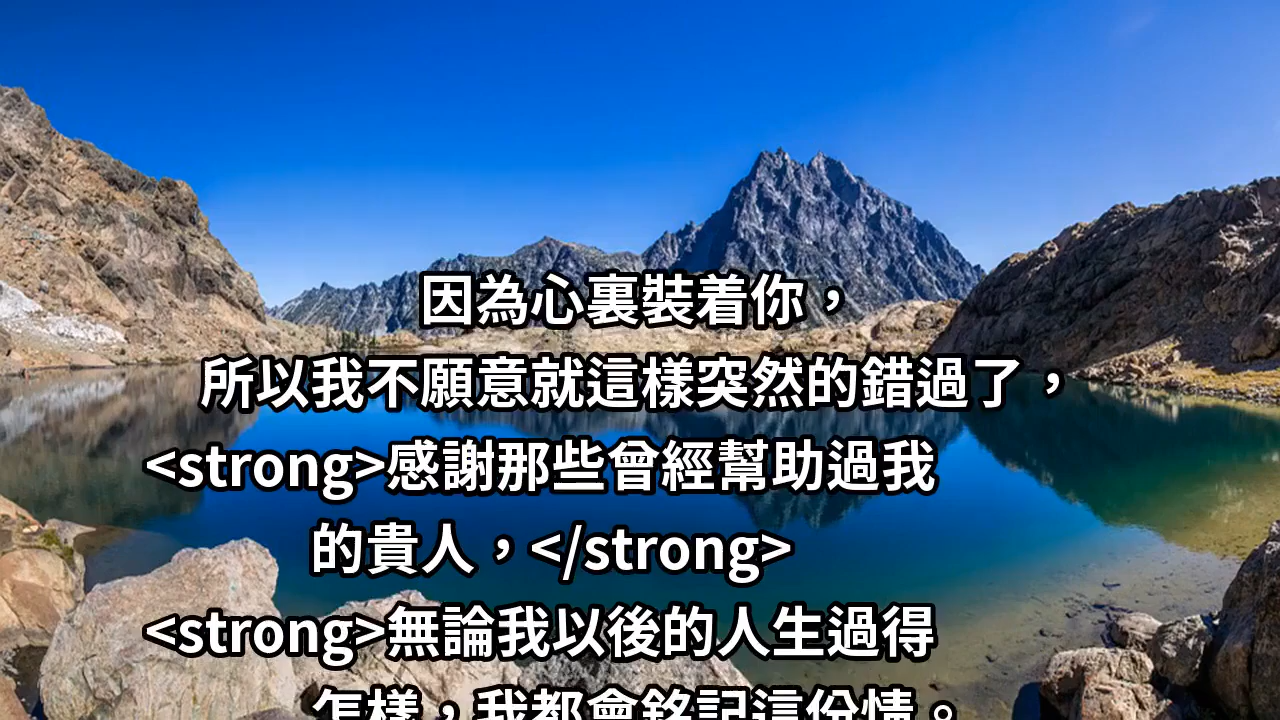 因為心裏裝着你，
所以我不願意就這樣突然的錯過了，
<strong>感謝那些曾經幫助過我
的貴人，</strong>
<strong>無論我以後的人生過得
怎樣，我都會銘記這份情。